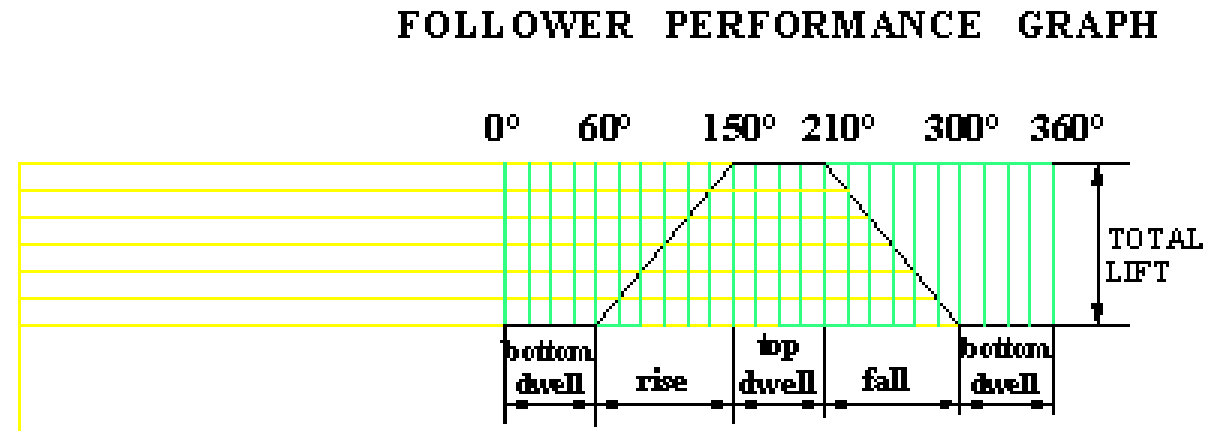 FOLLOWER PERFORMANCE GRAPH
0° 60° 150° 210° 300° 360°
TOTAL
LIFT
bottom
dwell
rise
top
dwell
fall
bottom
dwell